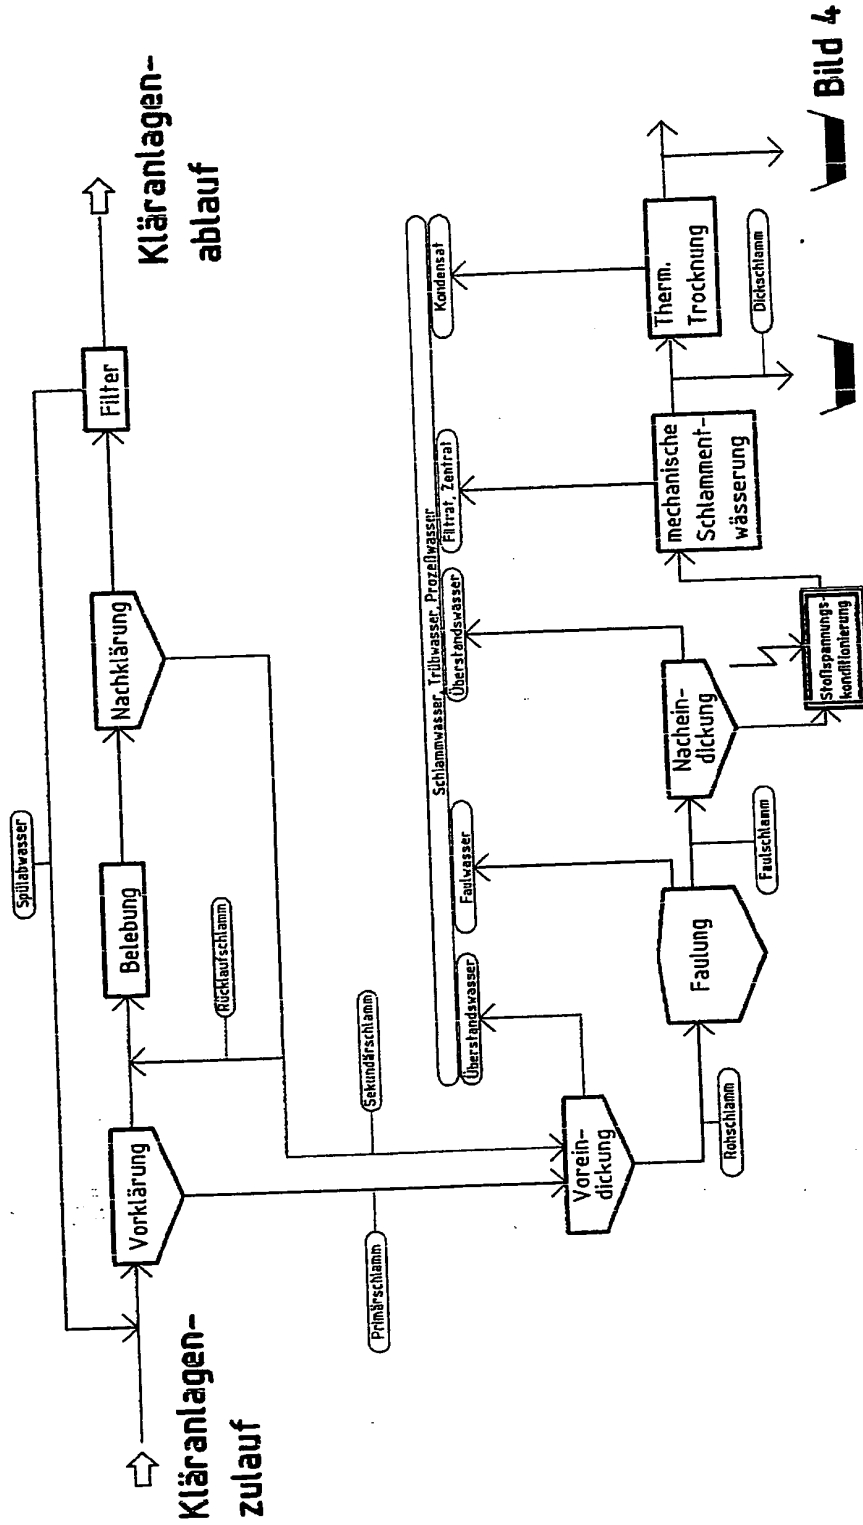 Spülabwasser
Kläranlagen-
zulauf
Vorklärung
Belebung
Nachklärung
Filter
Kläranlagen-
ablauf
Rücklaufschlamm
Primärschlamm
Sekundärschlamm
Schlammwasser, Trübwasser, Prozeßwasser
Überstandswasser
Faulwasser
Überstandswasser
Filtrat, Zentrat
Kondensat
Vorein-
dickung
Faulung
Nachein-
dickung
mechanische
Schlamment-
wässerung
Therm.
Trocknung
Rohschlamm
Faulschlamm
Dickschlamm
Stoßspannungs-
konditionierung
Bild 4